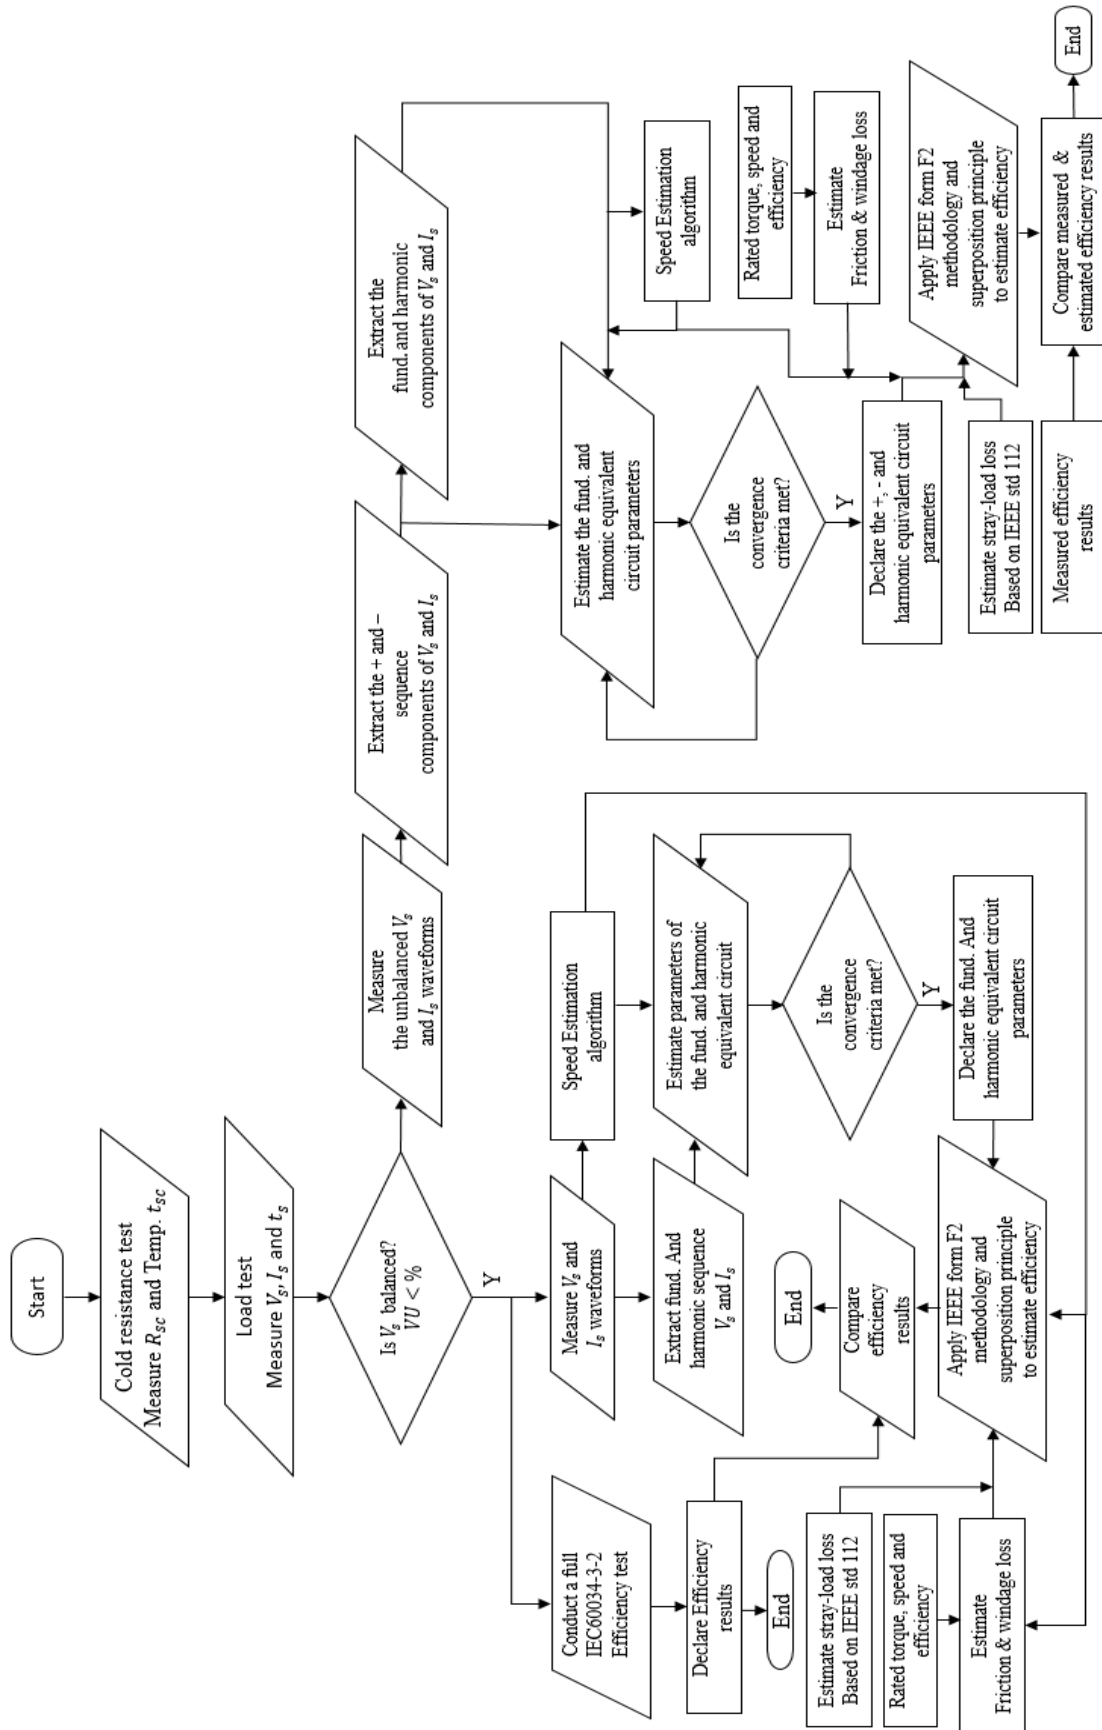 Start
Cold resistance test
Measure R_sc and Temp. t_sc
Load test
Measure V_s, I_s and t_s
Is V_s balanced?
VU < %
Y
Measure
the unbalanced V_s
and I_s waveforms
Extract the + and −
sequence
components of V_s and I_s
Extract the
fund. and harmonic
components of V_s and I_s
Conduct a full
IEC60034-3-2
Efficiency test
Declare Efficiency
results
End
Estimate stray-load loss
Based on IEEE std 112
Rated torque, speed and
efficiency
Estimate
Friction & windage loss
Measure V_s and
I_s waveforms
Extract fund. And
harmonic sequence
V_s and I_s
End
Compare
efficiency
results
Apply IEEE form F2
methodology and
superposition principle
to estimate efficiency
Speed Estimation
algorithm
Estimate parameters of
the fund. and harmonic
equivalent circuit
Is the
convergence
criteria met?
Y
Declare the fund. And
harmonic equivalent circuit
parameters
Estimate the fund. and
harmonic equivalent
circuit parameters
Is the
convergence
criteria met?
Y
Declare the +, - and
harmonic equivalent circuit
parameters
Estimate stray-load loss
Based on IEEE std 112
Measured efficiency
results
Speed Estimation
algorithm
Rated torque, speed and
efficiency
Estimate
Friction & windage loss
Apply IEEE form F2
methodology and
superposition principle
to estimate efficiency
Compare measured &
estimated efficiency results
End